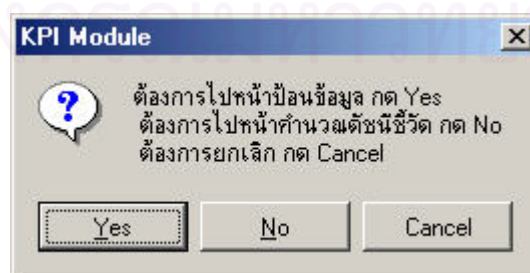 KPI Module
ต้องการไปหน้าป้อนข้อมูล กด Yes
ต้องการไปหน้าคำนวณดัชนีชี้วัด กด No
ต้องการยกเลิก กด Cancel
Yes No Cancel